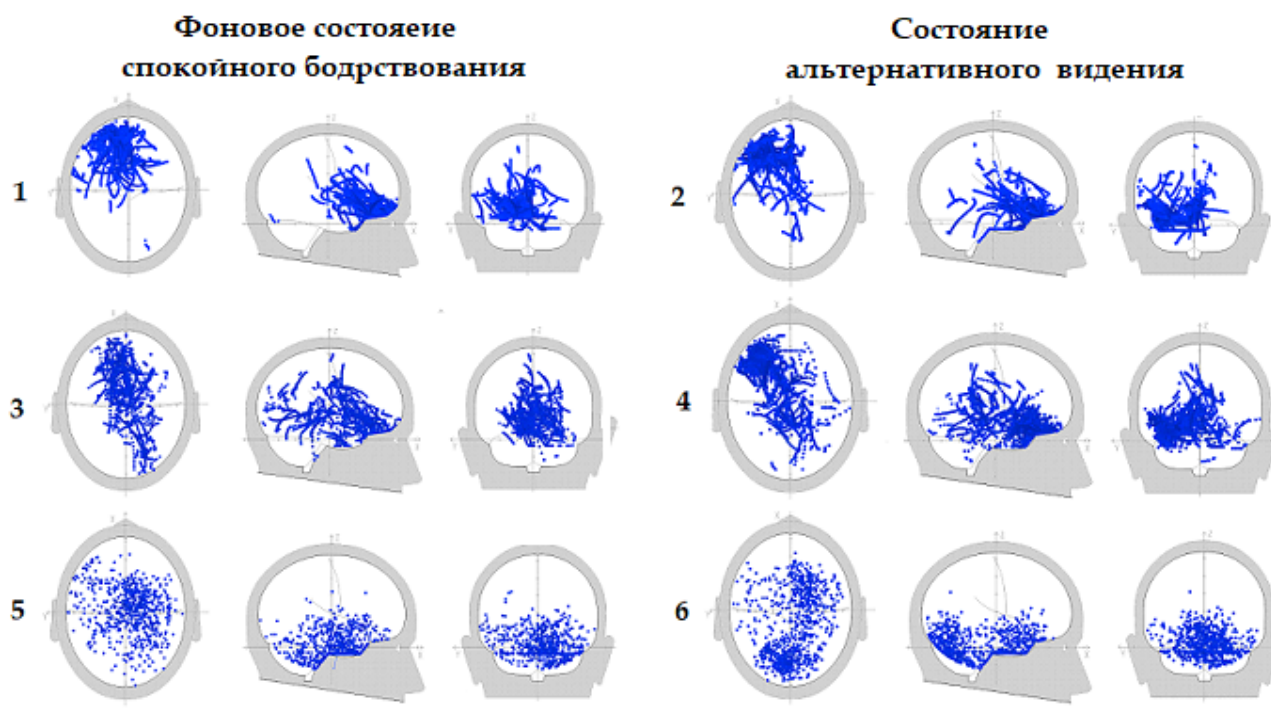 Фоновое состояеие
спокойного бодрствования
Состояние
альтернативного видения
1
2
3
4
5
6